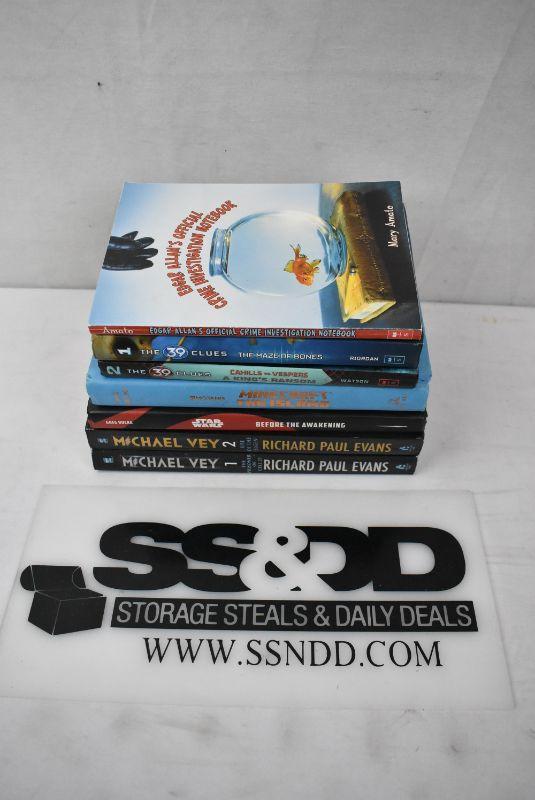 EDGAR ALLAN'S OFFICIAL
CRIME INVESTIGATION NOTEBOOK
Mary Amato
Amato EDGAR ALLAN'S OFFICIAL CRIME INVESTIGATION NOTEBOOK
1 THE 39 CLUES THE MAZE OF BONES RIORDAN
2 THE 39 CLUES CAHILLS VS VESPERS A KING'S RANSOM WATSON
MINECRAFT
THE ISLAND
GREG RUCKA STAR WARS BEFORE THE AWAKENING
MICHAEL VEY 2 RICHARD PAUL EVANS
MICHAEL VEY 1 RICHARD PAUL EVANS
SS&DD
STORAGE STEALS & DAILY DEALS
WWW.SSNDD.COM